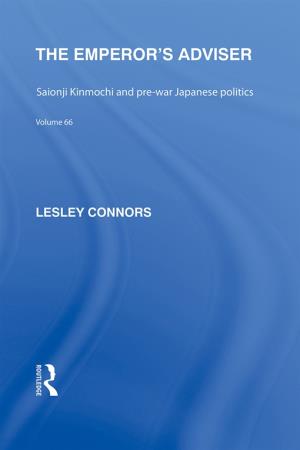 THE EMPEROR'S ADVISER
Saionji Kinmochi and pre-war Japanese politics
Volume 66
LESLEY CONNORS
ROUTLEDGE